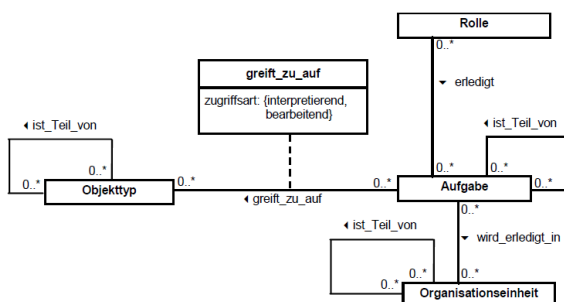 Rolle
0..*
greift_zu_auf
zugriffsart: {interpretierend,
bearbeitend}
erledigt
ist_Teil_von
ist_Teil_von
0..*
0..*
0..*
0..*
0..*
0..*
0..*
0..*
Objekttyp
Aufgabe
greift_zu_auf
0..*
ist_Teil_von
wird_erledigt_in
0..*
0..*
0..*
Organisationseinheit